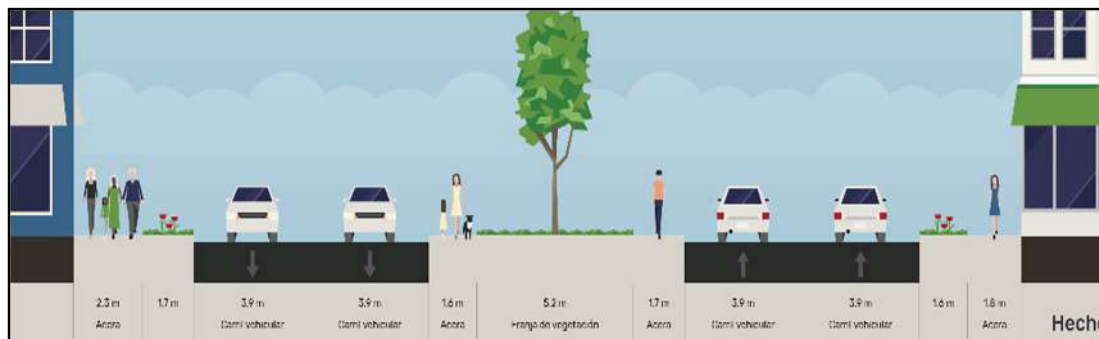 2.3 m 1.7 m 3.9 m 3.9 m 1.6 m 5.2 m 1.7 m 3.9 m 3.9 m 1.6 m 1.8 m
Acera Carril vehicular Carril vehicular Acera Franja de vegetación Acera Carril vehicular Carril vehicular Acera
Hecho